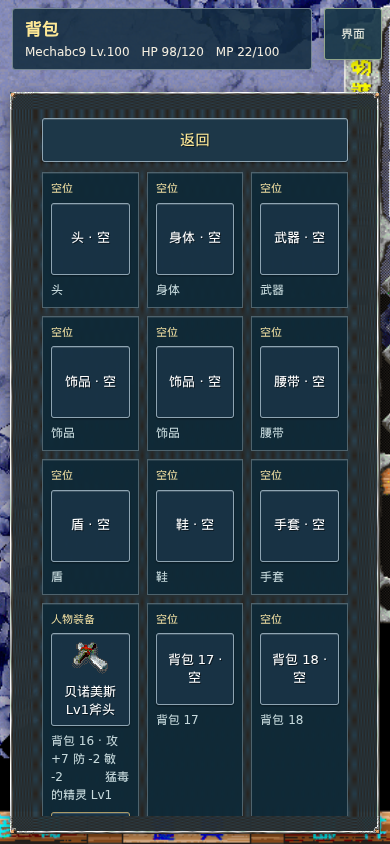 背包
Mechabc9 Lv.100 HP 98/120 MP 22/100
界面
返回
空位
空位
空位
头 · 空
身体 · 空
武器 · 空
头
身体
武器
空位
空位
空位
饰品 · 空
饰品 · 空
腰带 · 空
饰品
饰品
腰带
空位
空位
空位
盾 · 空
鞋 · 空
手套 · 空
盾
鞋
手套
人物装备
贝诺美斯
Lv1斧头
背包 16 · 攻
+7 防 -2 敏
-2 猛毒
的精灵 Lv1
空位
背包 17 ·
空
背包 17
空位
背包 18 ·
空
背包 18